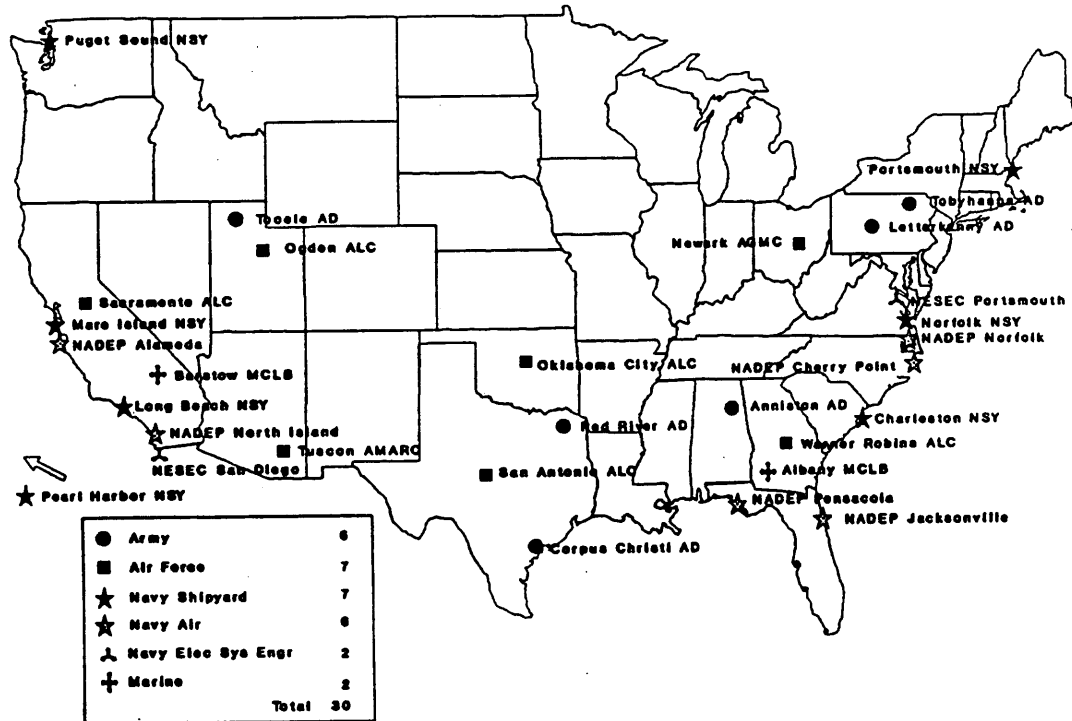 Puget Sound NSY
Portsmouth NSY
Tobyhanna AD
Letterkenny AD
Tooele AD
Ogden ALC
Newark AGMC
Sacramento ALC
Mare Island NSY
NADEP Alameda
ESEC Portsmouth
Norfolk NSY
NADEP Norfolk
Barstow MCLB
Oklahoma City ALC
NADEP Cherry Point
Long Beach NSY
Anniston AD
Charleston NSY
NADEP North Island
Red River AD
Warner Robins ALC
NESEC San Diego
Tuscon AMARC
San Antonio ALC
Albany MCLB
Pearl Harbor NSY
NADEP Pensacola
NADEP Jacksonville
Corpus Christi AD
Army 6
Air Force 7
Navy Shipyard 7
Navy Air 6
Navy Elec Sys Engr 2
Marine 2
Total 30